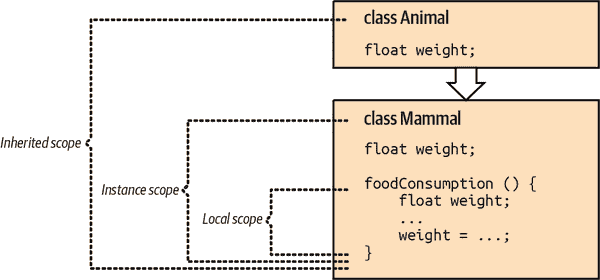 class Animal
float weight;
class Mammal
float weight;
Inherited scope
Instance scope
foodConsumption () {
Local scope
float weight;
...
weight = ...;
}